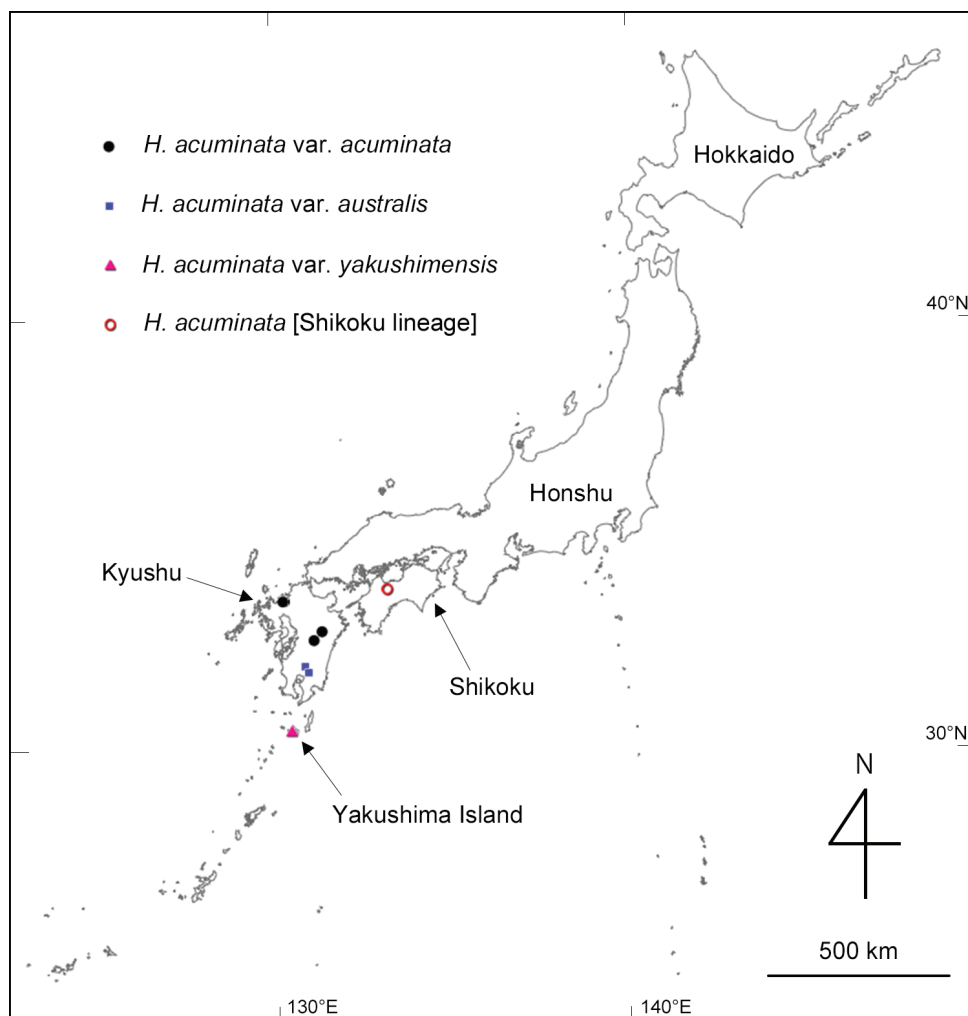 H. acuminata var. acuminata
H. acuminata var. australis
H. acuminata var. yakushimensis
H. acuminata [Shikoku lineage]
Hokkaido
40°N
Honshu
Kyushu
Shikoku
30°N
Yakushima Island
N
500 km
130°E
140°E